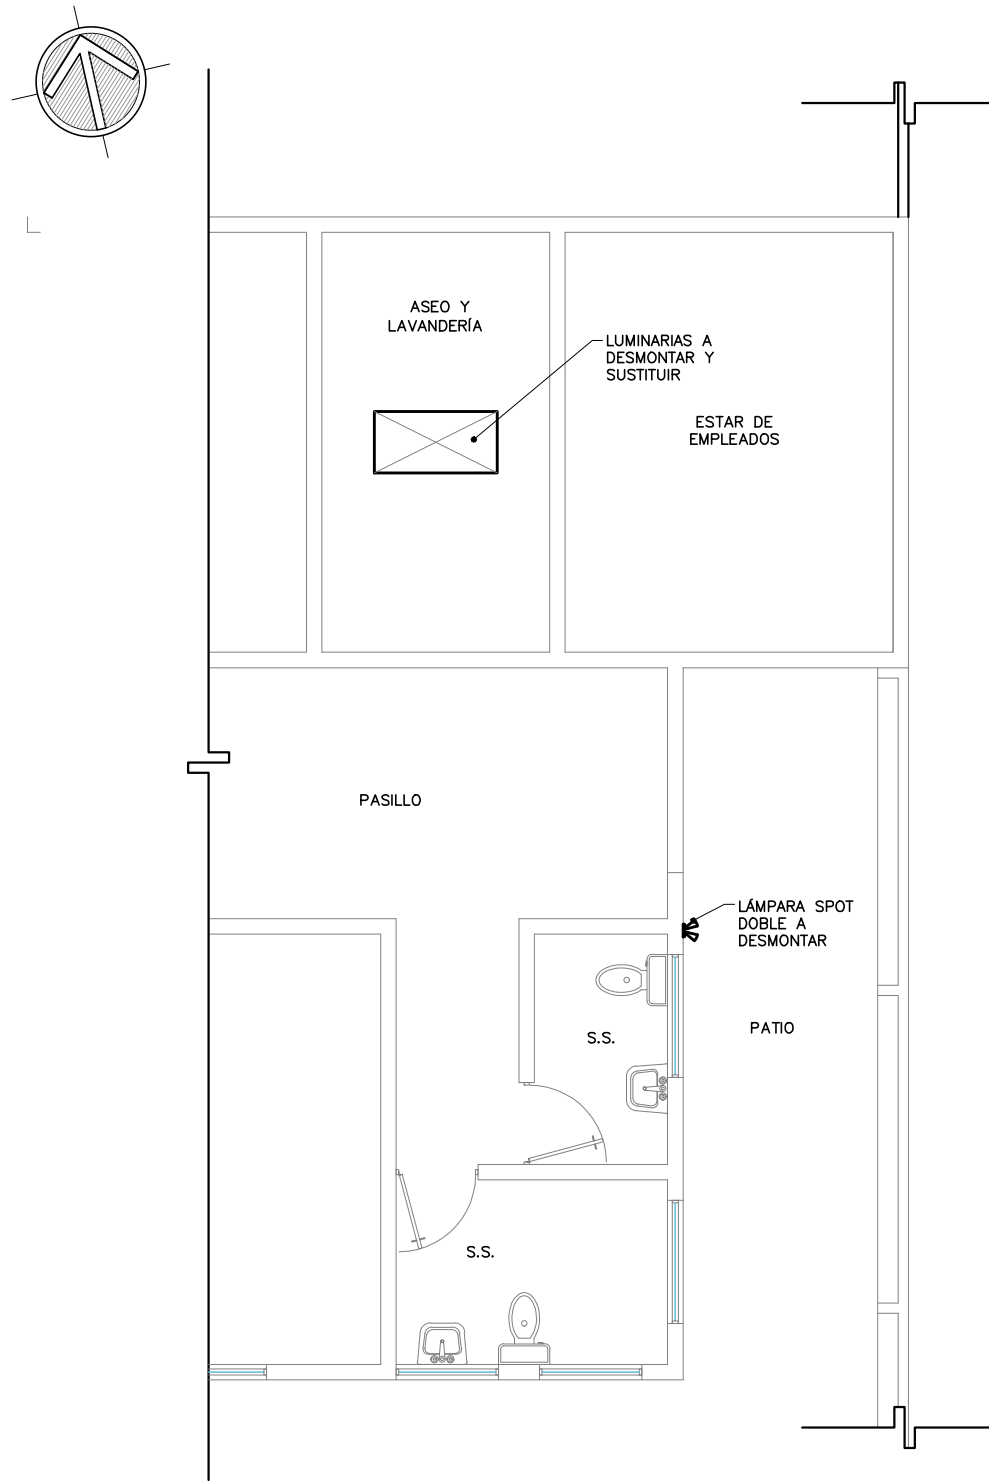 ASEO Y
LAVANDERÍA
LUMINARIAS A
DESMONTAR Y
SUSTITUIR
ESTAR DE
EMPLEADOS
PASILLO
LÁMPARA SPOT
DOBLE A
DESMONTAR
PATIO
S.S.
S.S.